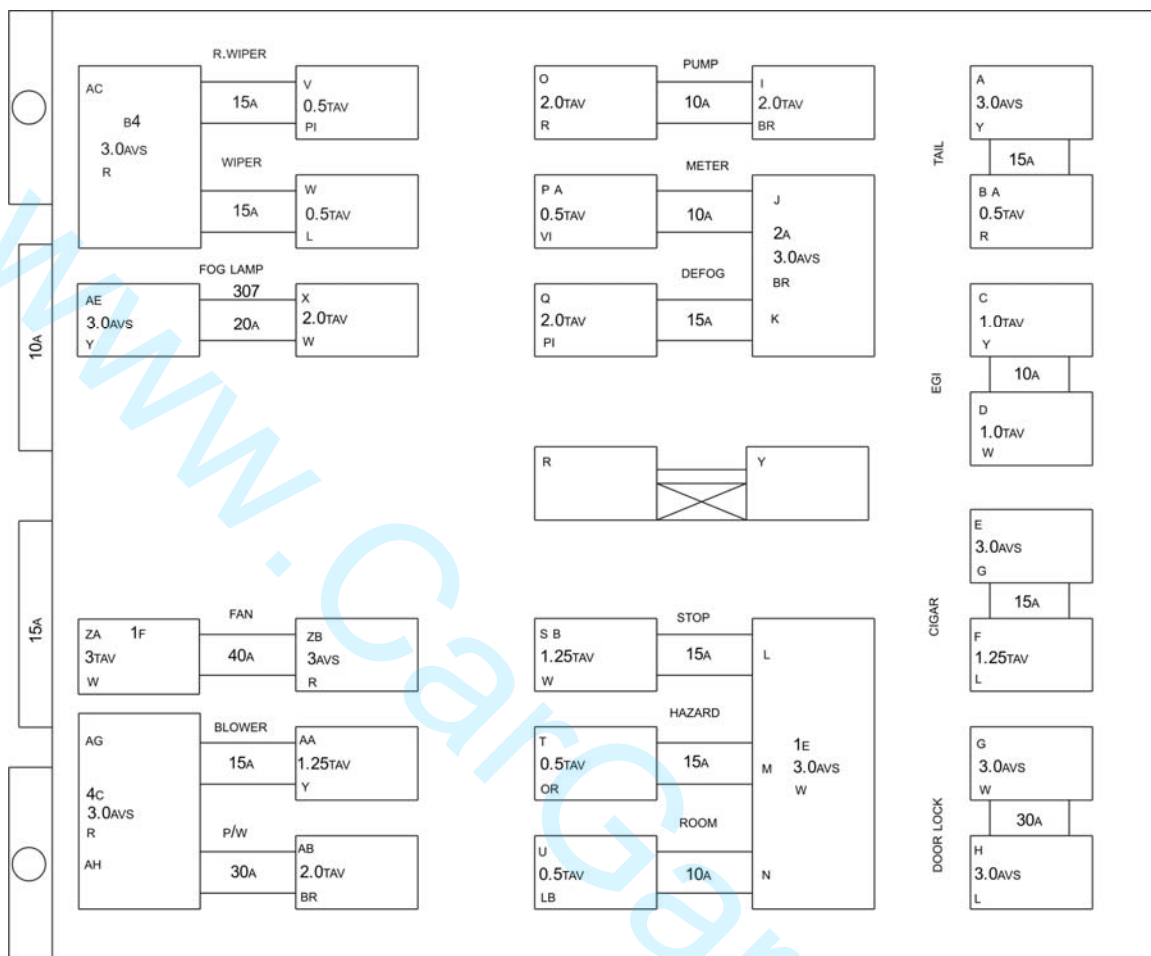 R.WIPER
AC
B4
3.0AVS
R
15A
V
0.5TAV
PI
WIPER
15A
W
0.5TAV
L
FOG LAMP
AE
3.0AVS
Y
307
20A
X
2.0TAV
W
10A
15A
FAN
ZA 1F
3TAV
W
40A
ZB
3AVS
R
BLOWER
AG
4C
3.0AVS
R
AH
15A
AA
1.25TAV
Y
P/W
30A
AB
2.0TAV
BR
PUMP
O
2.0TAV
R
10A
I
2.0TAV
BR
METER
P A
0.5TAV
VI
10A
J
2A
3.0AVS
BR
K
DEFOG
Q
2.0TAV
PI
15A
R
Y
STOP
S B
1.25TAV
W
15A
L
HAZARD
T
0.5TAV
OR
15A
M
1E
3.0AVS
W
ROOM
U
0.5TAV
LB
10A
N
TAIL
A
3.0AVS
Y
15A
B A
0.5TAV
R
EGI
C
1.0TAV
Y
10A
D
1.0TAV
W
CIGAR
E
3.0AVS
G
15A
F
1.25TAV
L
DOOR LOCK
G
3.0AVS
W
30A
H
3.0AVS
L